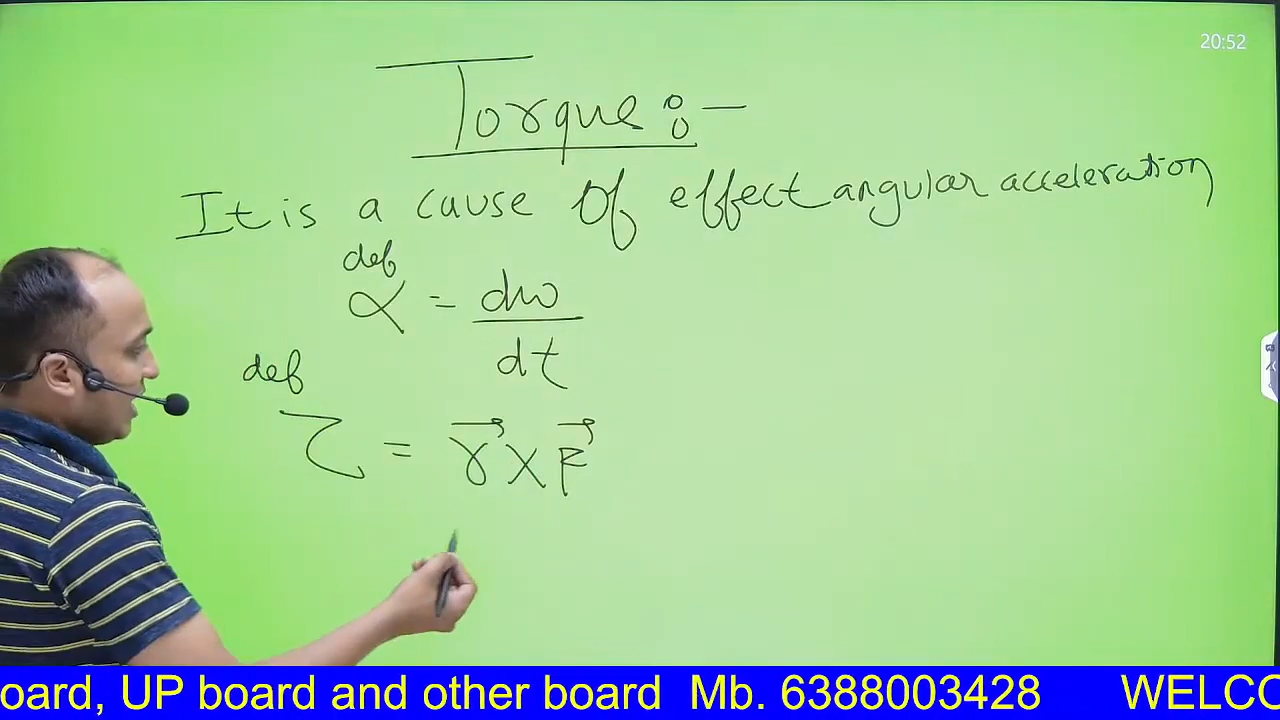 20:52
Torque :-
It is a cause of effect angular acceleration
def
α = dω
dt
def
τ = r⃗ × F⃗
oard, UP board and other board Mb. 6388003428 WELCO